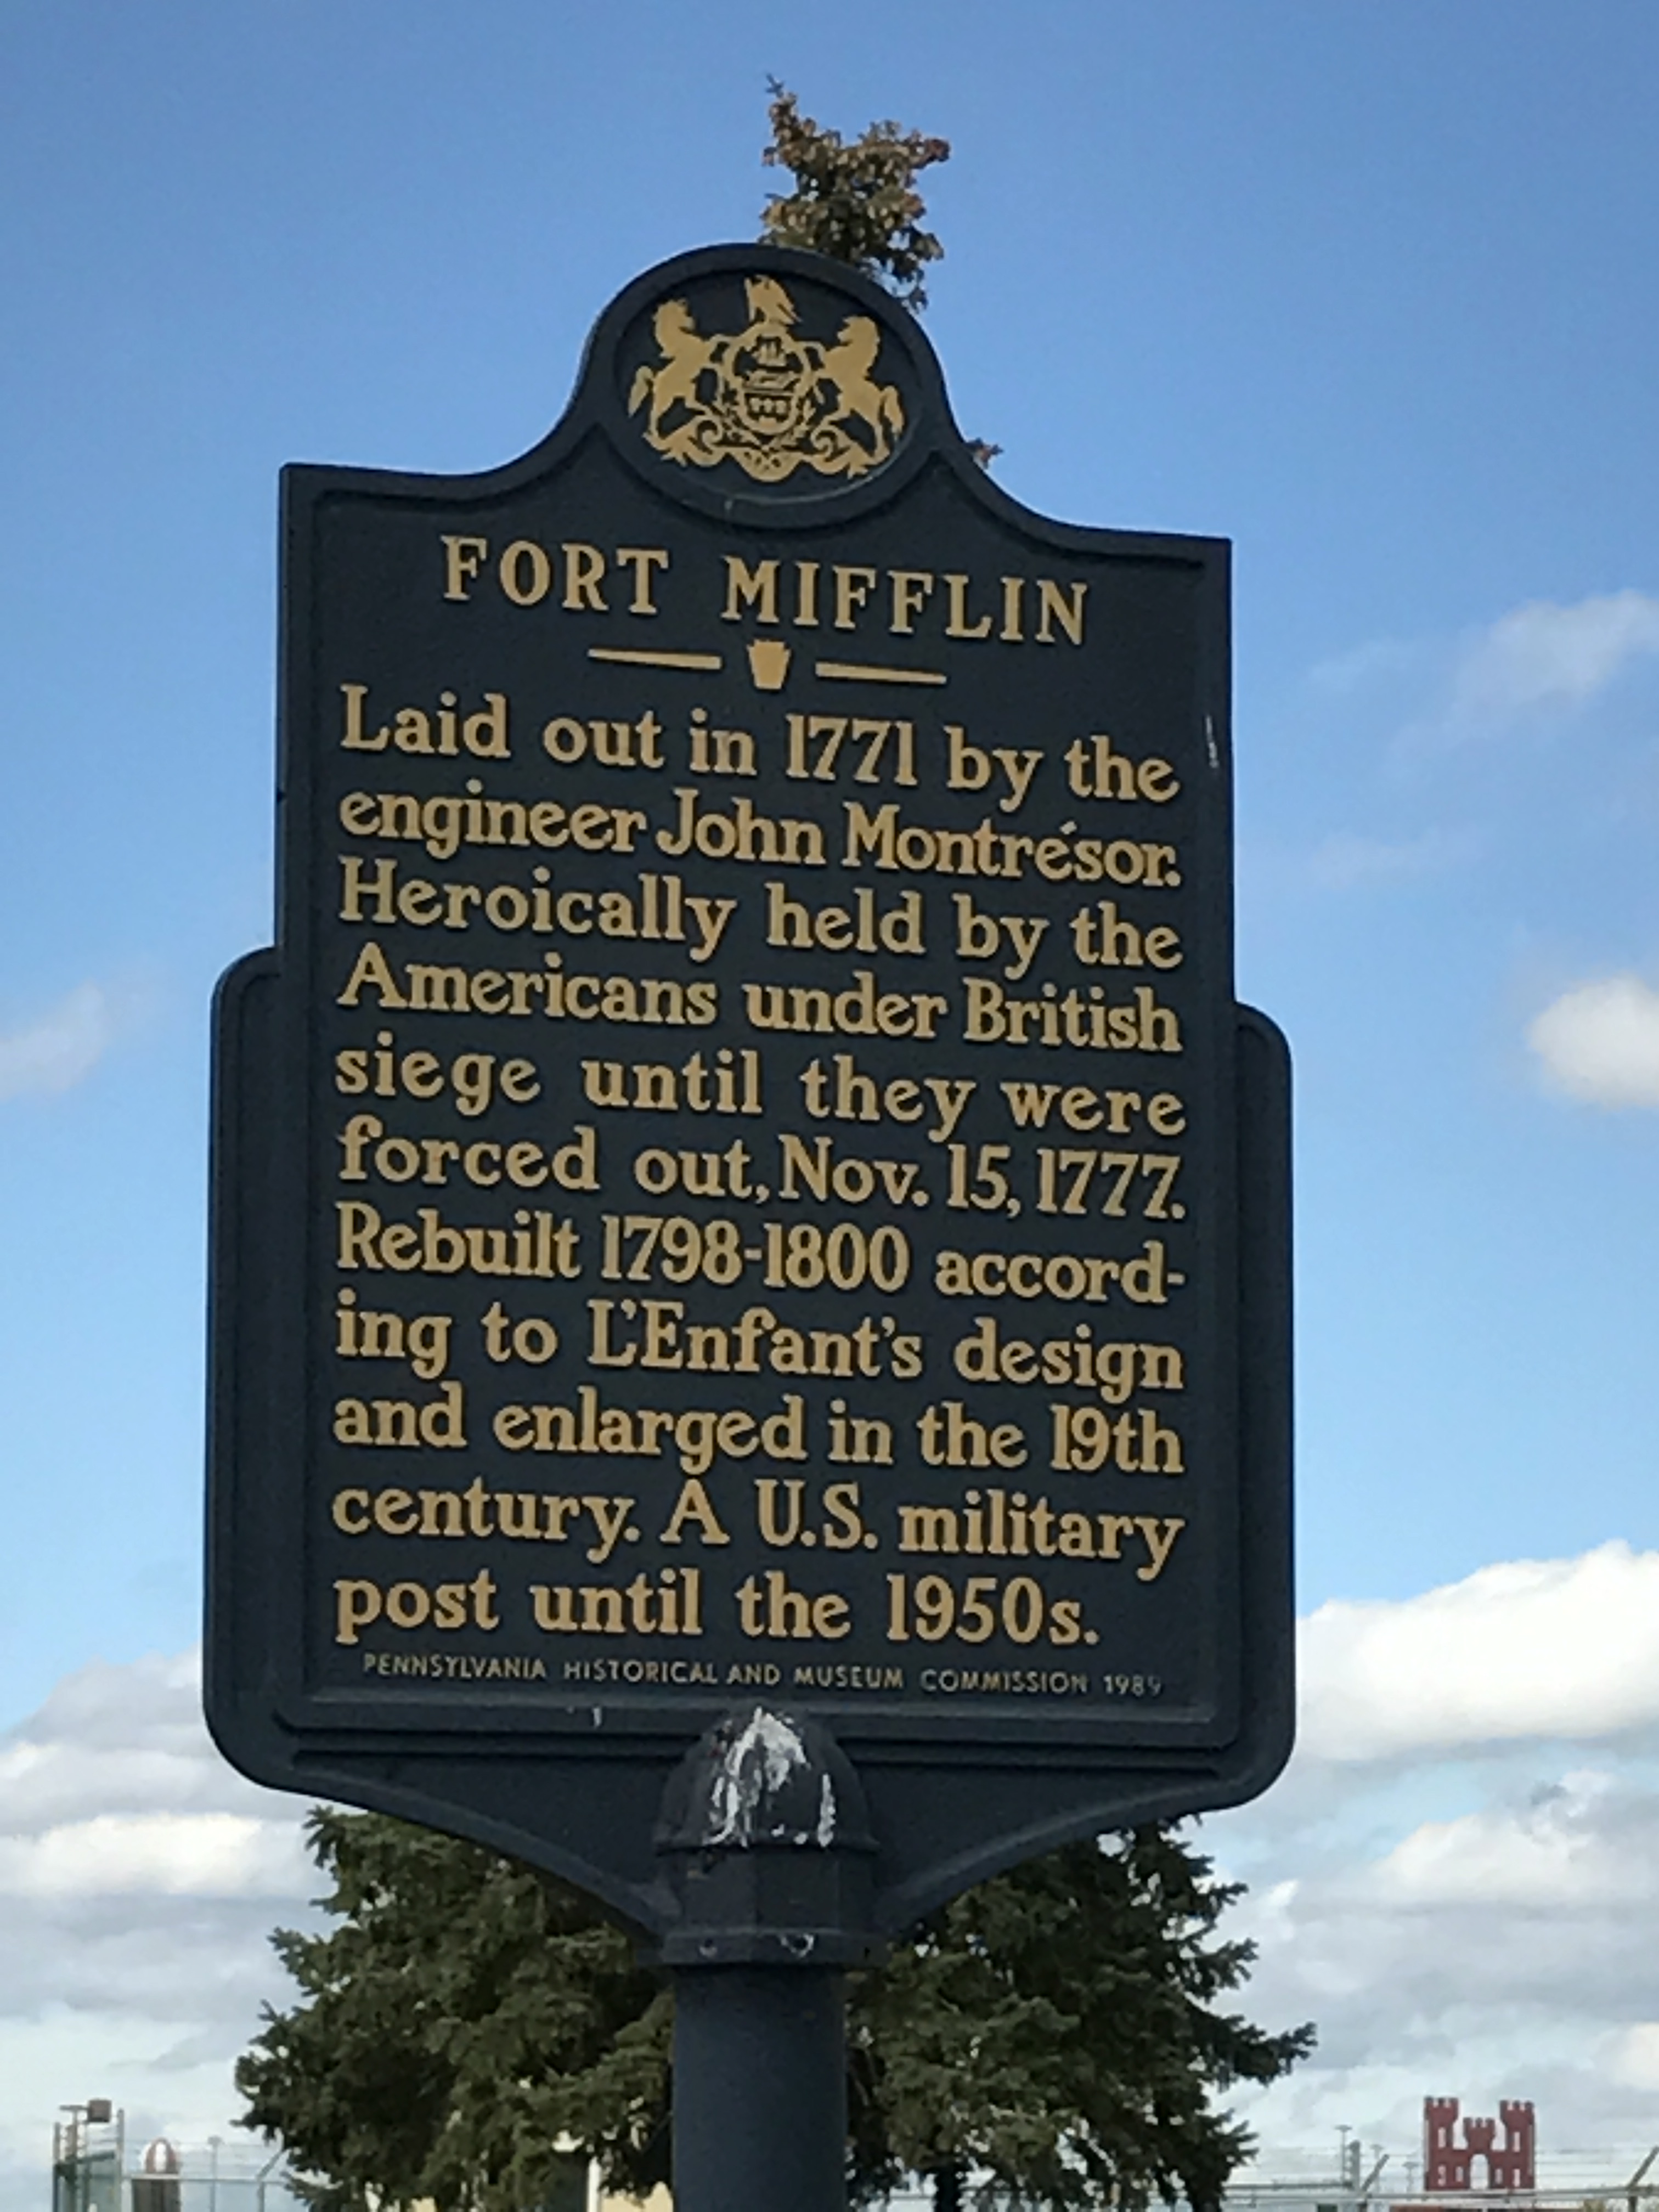 FORT MIFFLIN
Laid out in 1771 by the
engineer John Montrésor.
Heroically held by the
Americans under British
siege until they were
forced out, Nov. 15, 1777.
Rebuilt 1798-1800 accord-
ing to L'Enfant's design
and enlarged in the 19th
century. A U.S. military
post until the 1950s.
PENNSYLVANIA HISTORICAL AND MUSEUM COMMISSION 1989